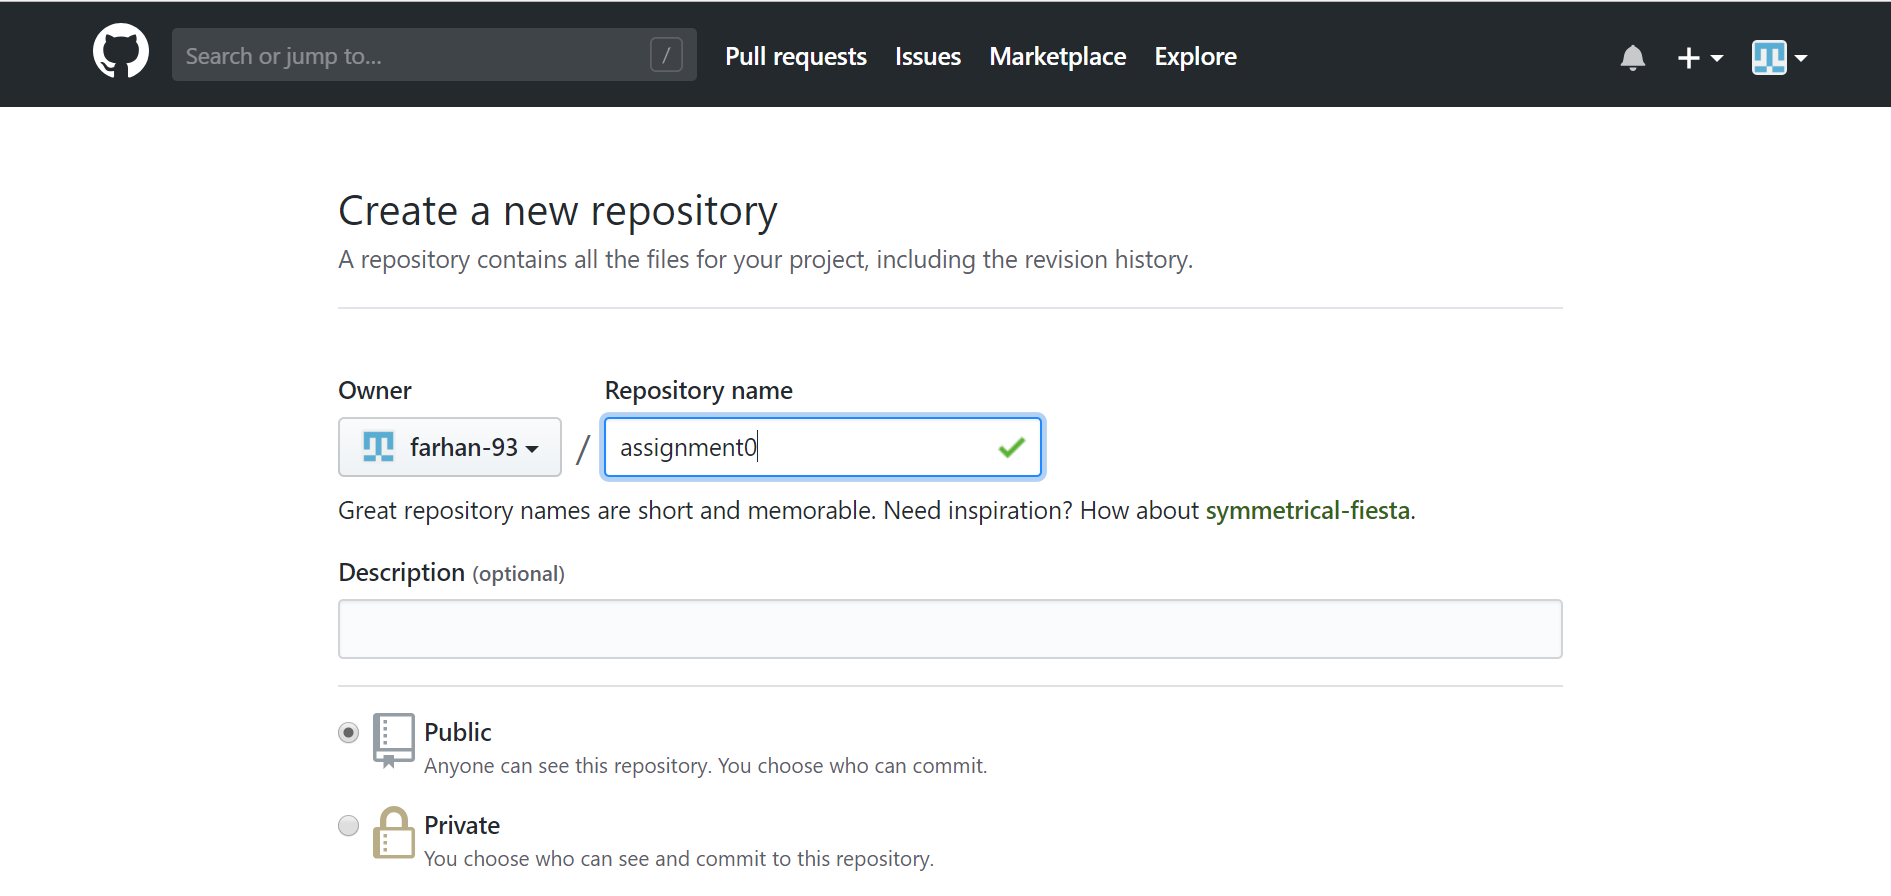 Search or jump to... / Pull requests Issues Marketplace Explore
Create a new repository
A repository contains all the files for your project, including the revision history.
Owner Repository name
farhan-93 / assignment0
Great repository names are short and memorable. Need inspiration? How about symmetrical-fiesta.
Description (optional)
Public
Anyone can see this repository. You choose who can commit.
Private
You choose who can see and commit to this repository.